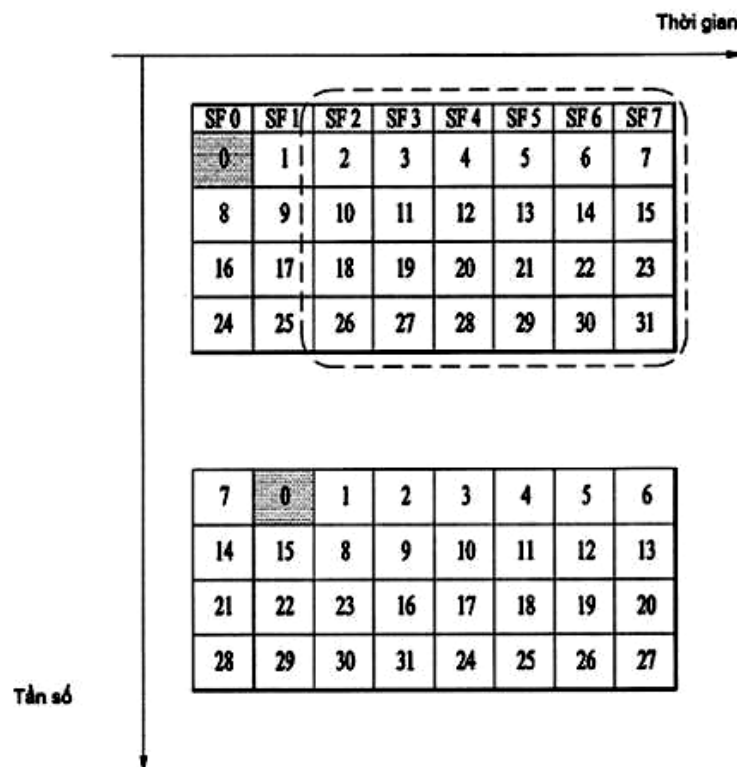 Thời gian
SF 0 SF 1 SF 2 SF 3 SF 4 SF 5 SF 6 SF 7
0 1 2 3 4 5 6 7
8 9 10 11 12 13 14 15
16 17 18 19 20 21 22 23
24 25 26 27 28 29 30 31
7 0 1 2 3 4 5 6
14 15 8 9 10 11 12 13
21 22 23 16 17 18 19 20
28 29 30 31 24 25 26 27
Tần số